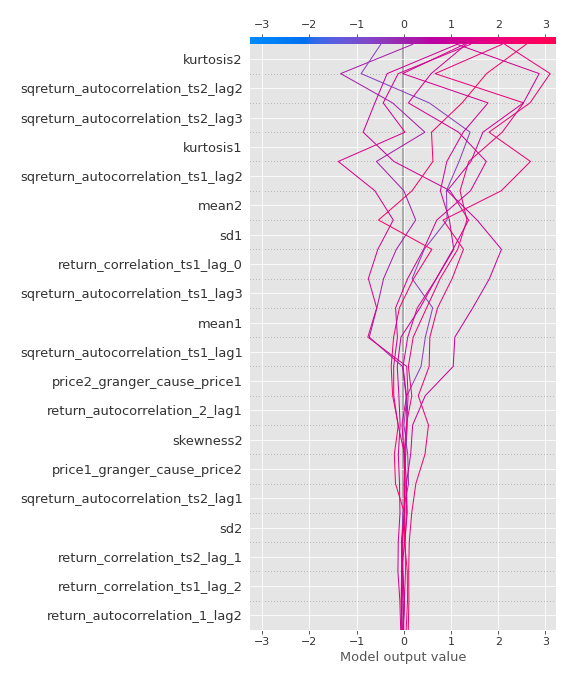 −3 −2 −1 0 1 2 3
kurtosis2
sqreturn_autocorrelation_ts2_lag2
sqreturn_autocorrelation_ts2_lag3
kurtosis1
sqreturn_autocorrelation_ts1_lag2
mean2
sd1
return_correlation_ts1_lag_0
sqreturn_autocorrelation_ts1_lag3
mean1
sqreturn_autocorrelation_ts1_lag1
price2_granger_cause_price1
return_autocorrelation_2_lag1
skewness2
price1_granger_cause_price2
sqreturn_autocorrelation_ts2_lag1
sd2
return_correlation_ts2_lag_1
return_correlation_ts1_lag_2
return_autocorrelation_1_lag2
−3 −2 −1 0 1 2 3
Model output value